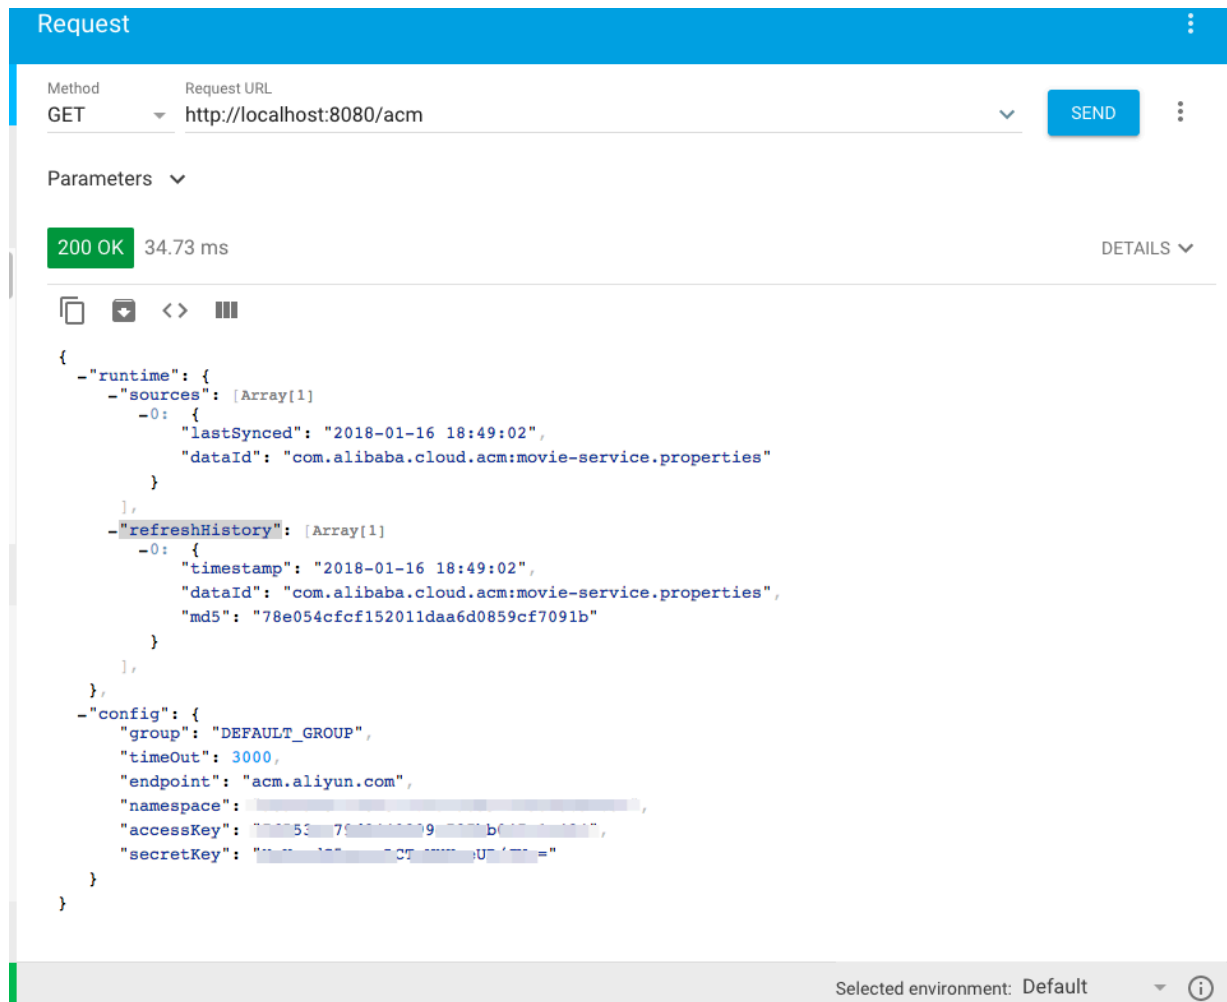 Request
Method
Request URL
GET
http://localhost:8080/acm
SEND
Parameters
200 OK 34.73 ms
DETAILS
{
-"runtime": {
-"sources": [Array[1]
-0: {
"lastSynced": "2018-01-16 18:49:02",
"dataId": "com.alibaba.cloud.acm:movie-service.properties"
}
],
-"refreshHistory": [Array[1]
-0: {
"timestamp": "2018-01-16 18:49:02",
"dataId": "com.alibaba.cloud.acm:movie-service.properties",
"md5": "78e054cfcf152011daa6d0859cf7091b"
}
],
},
-"config": {
"group": "DEFAULT_GROUP",
"timeOut": 3000,
"endpoint": "acm.aliyun.com",
"namespace":
"accessKey":
"secretKey":
}
}
Selected environment: Default